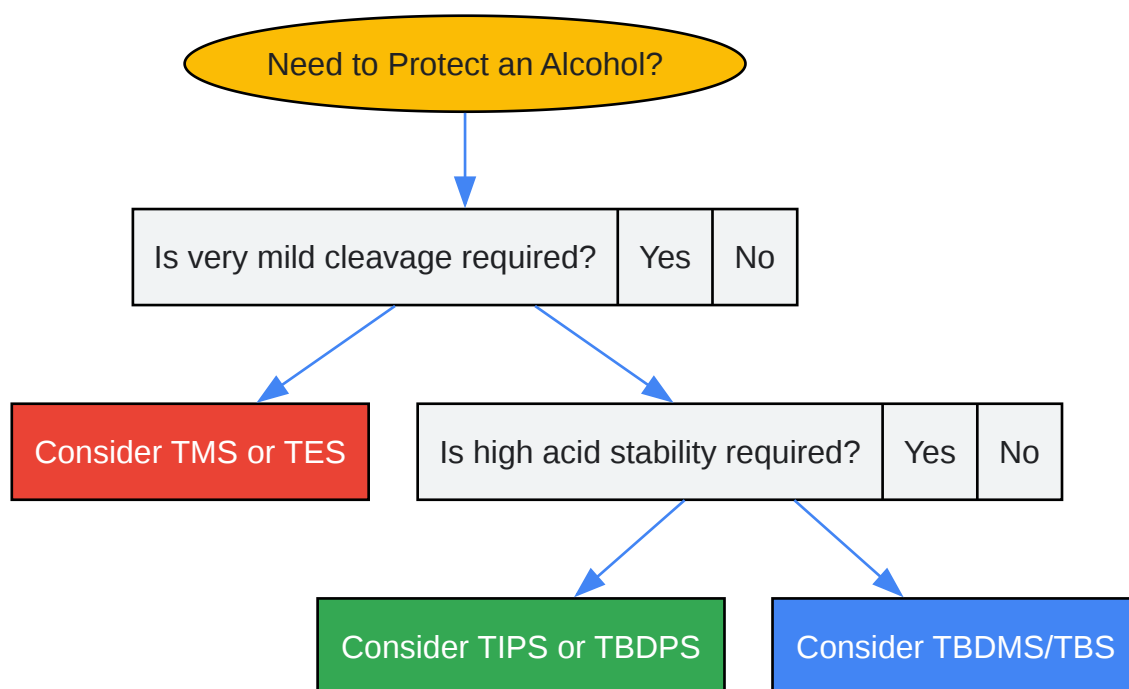 Need to Protect an Alcohol?
Is very mild cleavage required? Yes No
Consider TMS or TES
Is high acid stability required? Yes No
Consider TIPS or TBDPS
Consider TBDMS/TBS